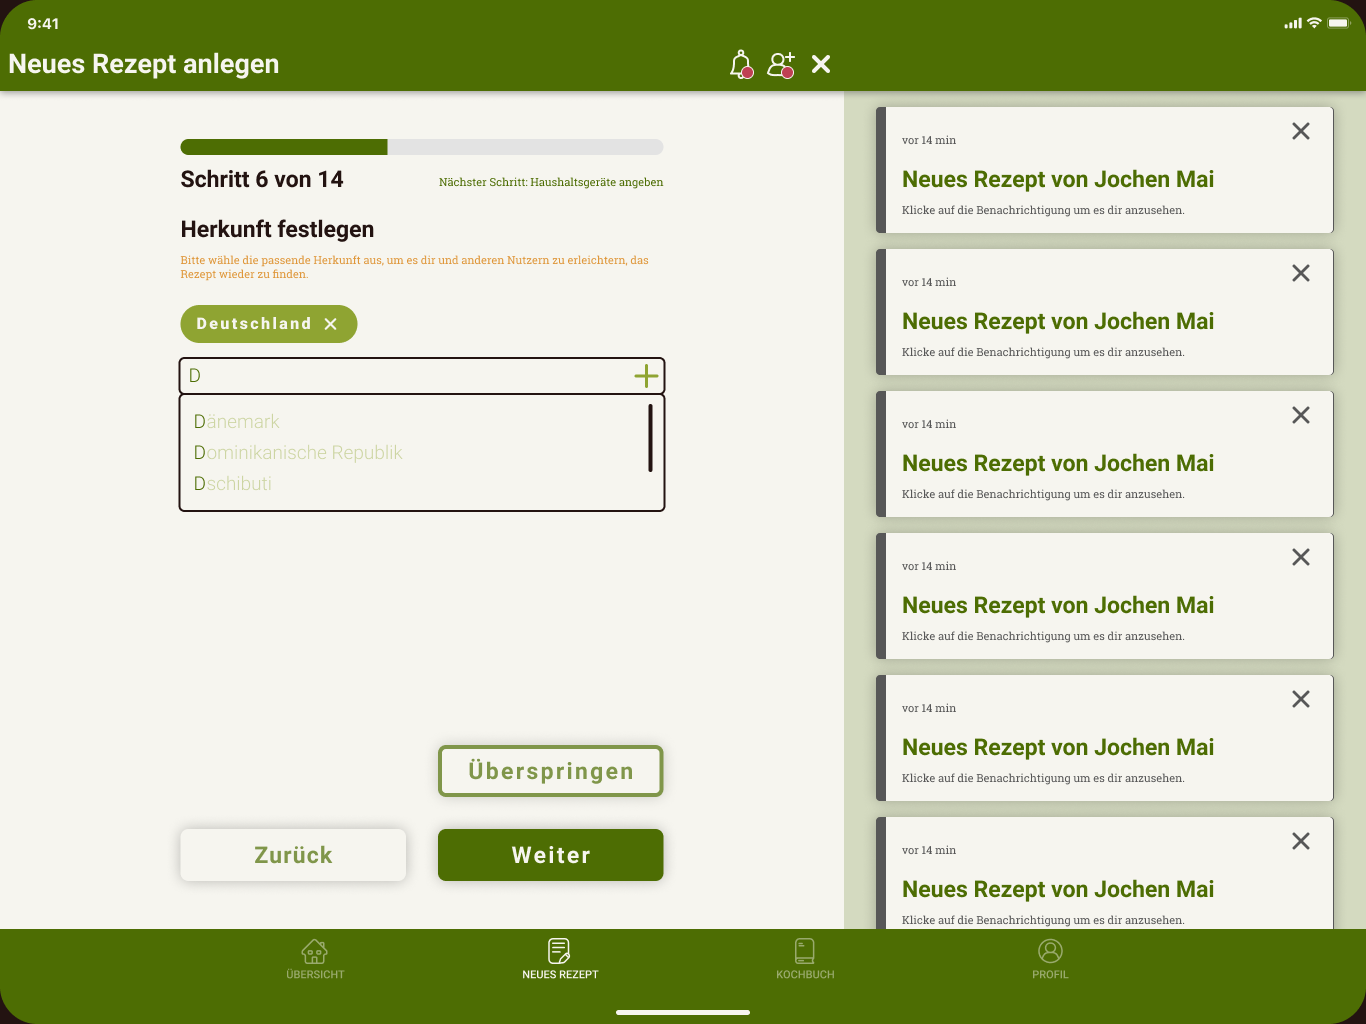 9:41
Neues Rezept anlegen
Schritt 6 von 14
Nächster Schritt: Haushaltsgeräte angeben
Herkunft festlegen
Bitte wähle die passende Herkunft aus, um es dir und anderen Nutzern zu erleichtern, das
Rezept wieder zu finden.
Deutschland
D
Dänemark
Dominikanische Republik
Dschibuti
Überspringen
Zurück
Weiter
vor 14 min
Neues Rezept von Jochen Mai
Klicke auf die Benachrichtigung um es dir anzusehen.
vor 14 min
Neues Rezept von Jochen Mai
Klicke auf die Benachrichtigung um es dir anzusehen.
vor 14 min
Neues Rezept von Jochen Mai
Klicke auf die Benachrichtigung um es dir anzusehen.
vor 14 min
Neues Rezept von Jochen Mai
Klicke auf die Benachrichtigung um es dir anzusehen.
vor 14 min
Neues Rezept von Jochen Mai
Klicke auf die Benachrichtigung um es dir anzusehen.
vor 14 min
Neues Rezept von Jochen Mai
Klicke auf die Benachrichtigung um es dir anzusehen.
ÜBERSICHT
NEUES REZEPT
KOCHBUCH
PROFIL